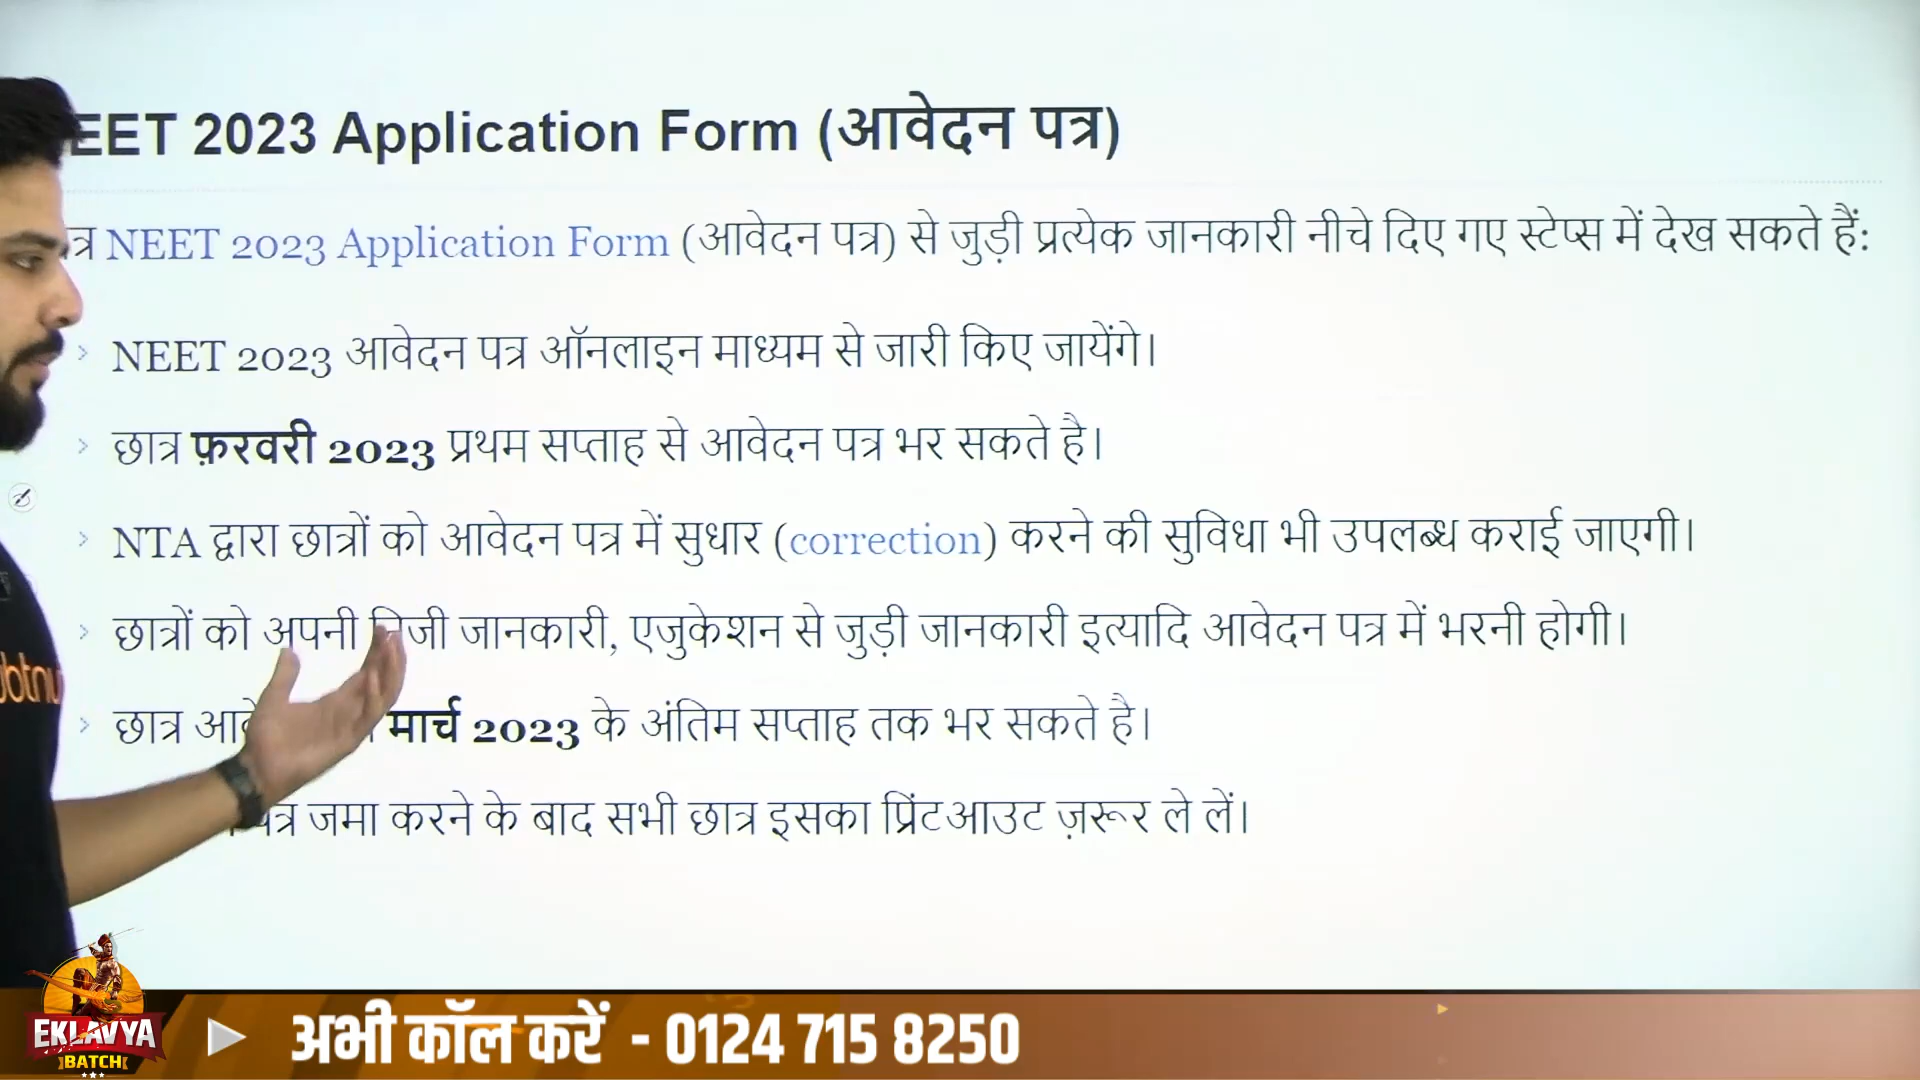 EET 2023 Application Form (आवेदन पत्र)
NEET 2023 Application Form (आवेदन पत्र) से जुड़ी प्रत्येक जानकारी नीचे दिए गए स्टेप्स में देख सकते हैं:
NEET 2023 आवेदन पत्र ऑनलाइन माध्यम से जारी किए जायेंगे।
छात्र फ़रवरी 2023 प्रथम सप्ताह से आवेदन पत्र भर सकते है।
NTA द्वारा छात्रों को आवेदन पत्र में सुधार (correction) करने की सुविधा भी उपलब्ध कराई जाएगी।
छात्रों को अपनी जानकारी, एजुकेशन से जुड़ी जानकारी इत्यादि आवेदन पत्र में भरनी होगी।
छात्र मार्च 2023 के अंतिम सप्ताह तक भर सकते है।
जमा करने के बाद सभी छात्र इसका प्रिंटआउट ज़रूर ले लें।
EKLAVYA
BATCH
अभी कॉल करें - 0124 715 8250